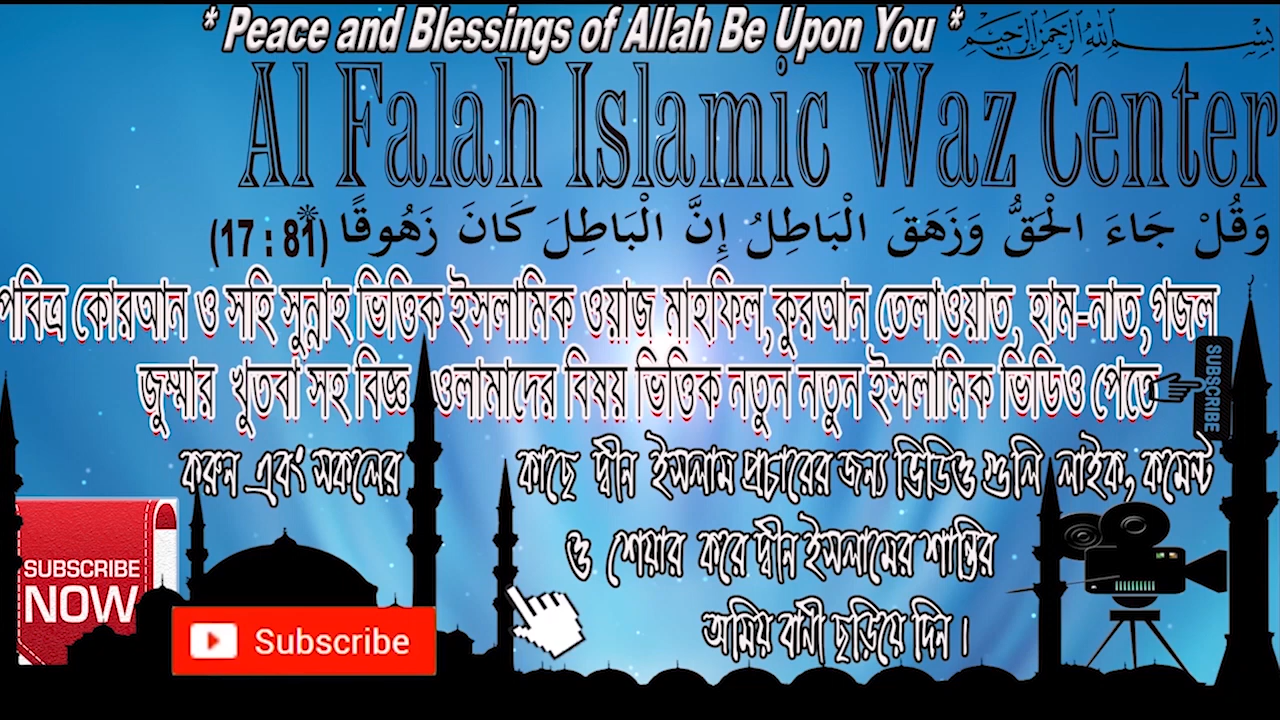 * Peace and Blessings of Allah Be Upon You *
بِسْمِ اللهِ الرَّحْمٰنِ الرَّحِيْمِ
Al Falah Islamic Waz Center
وَقُلْ جَاءَ الْحَقُّ وَزَهَقَ الْبَاطِلُ إِنَّ الْبَاطِلَ كَانَ زَهُوقًا (17 : 81)
পবিত্র কোরআন ও সহি সুন্নাহ ভিত্তিক ইসলামিক ওয়াজ মাহফিল,কুরআন তেলাওয়াত, হাম-নাত,গজল
জুম্মার খুতবা সহ বিজ্ঞ ওলামাদের বিষয় ভিত্তিক নতুন নতুন ইসলামিক ভিডিও পেতে
SUBSCRIBE
করুন এবং সকলের কাছে দ্বীন ইসলাম প্রচারের জন্য ভিডিও গুলি লাইক, কমেন্ট
ও শেয়ার করে দ্বীন ইসলামের শান্তির
অমিয় বানী ছড়িয়ে দিন।
SUBSCRIBE
NOW
Subscribe